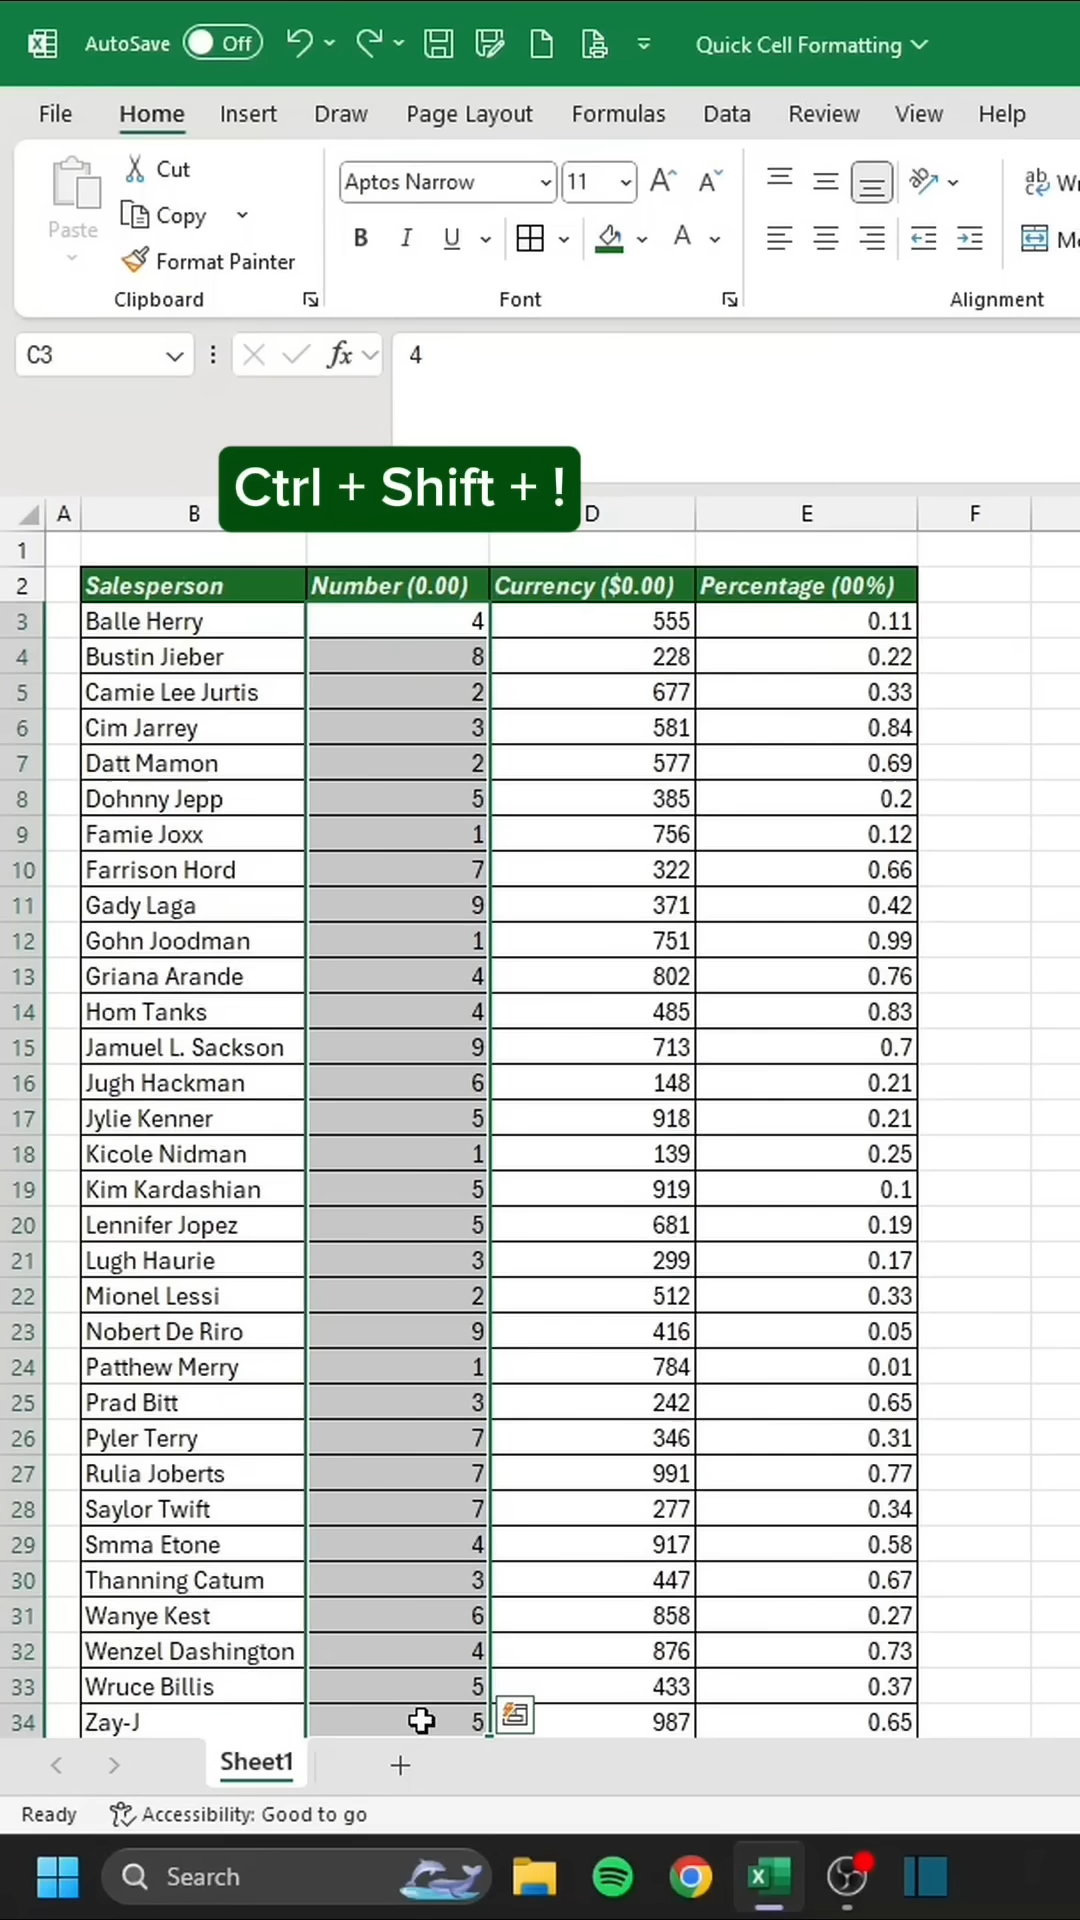 AutoSave Off Quick Cell Formatting
File Home Insert Draw Page Layout Formulas Data Review View Help
Cut
Aptos Narrow 11 A A ab
Copy
Paste
B I U A
Format Painter
Clipboard Font Alignment
C3 fx 4
Ctrl + Shift + !
A B D E F
1
2 Salesperson Number (0.00) Currency ($0.00) Percentage (00%)
3 Balle Herry 4 555 0.11
4 Bustin Jieber 8 228 0.22
5 Camie Lee Jurtis 2 677 0.33
6 Cim Jarrey 3 581 0.84
7 Datt Mamon 2 577 0.69
8 Dohnny Jepp 5 385 0.2
9 Famie Joxx 1 756 0.12
10 Farrison Hord 7 322 0.66
11 Gady Laga 9 371 0.42
12 Gohn Joodman 1 751 0.99
13 Griana Arande 4 802 0.76
14 Hom Tanks 4 485 0.83
15 Jamuel L. Sackson 9 713 0.7
16 Jugh Hackman 6 148 0.21
17 Jylie Kenner 5 918 0.21
18 Kicole Nidman 1 139 0.25
19 Kim Kardashian 5 919 0.1
20 Lennifer Jopez 5 681 0.19
21 Lugh Haurie 3 299 0.17
22 Mionel Lessi 2 512 0.33
23 Nobert De Riro 9 416 0.05
24 Patthew Merry 1 784 0.01
25 Prad Bitt 3 242 0.65
26 Pyler Terry 7 346 0.31
27 Rulia Joberts 7 991 0.77
28 Saylor Twift 7 277 0.34
29 Smma Etone 4 917 0.58
30 Thanning Catum 3 447 0.67
31 Wanye Kest 6 858 0.27
32 Wenzel Dashington 4 876 0.73
33 Wruce Billis 5 433 0.37
34 Zay-J 5 987 0.65
Sheet1
Ready Accessibility: Good to go
Search